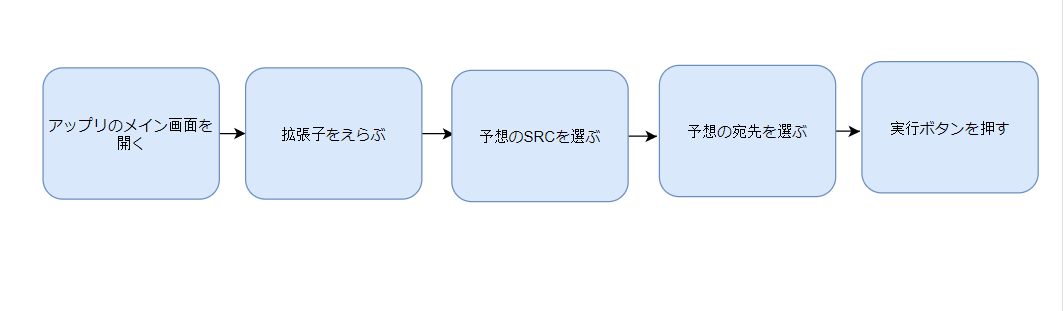 アップリのメイン画面を
開く
拡張子をえらぶ
予想のSRCを選ぶ
予想の宛先を選ぶ
実行ボタンを押す